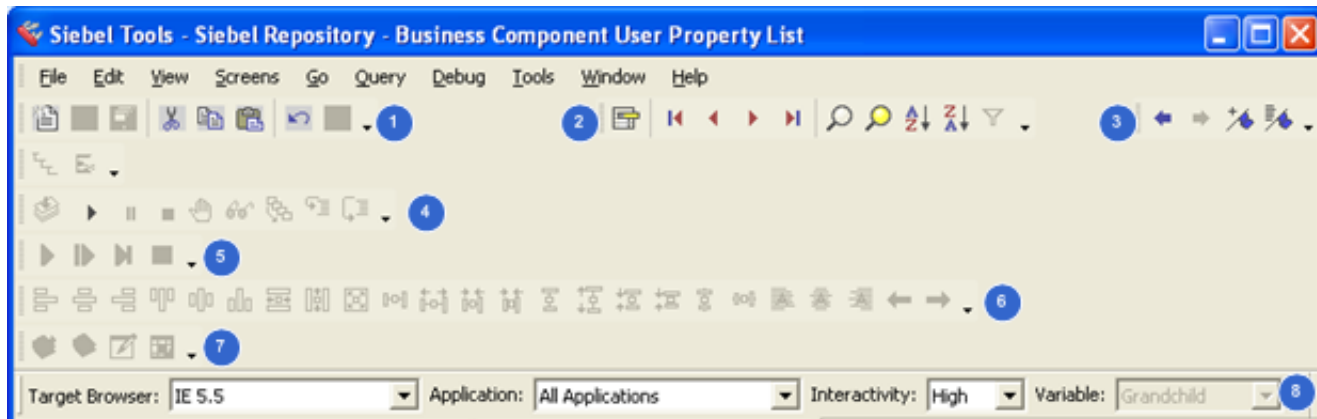 Siebel Tools - Siebel Repository - Business Component User Property List
File Edit View Screens Go Query Debug Tools Window Help
1 2 3
4
5
6
7
Target Browser: IE 5.5 Application: All Applications Interactivity: High Variable: Grandchild 8